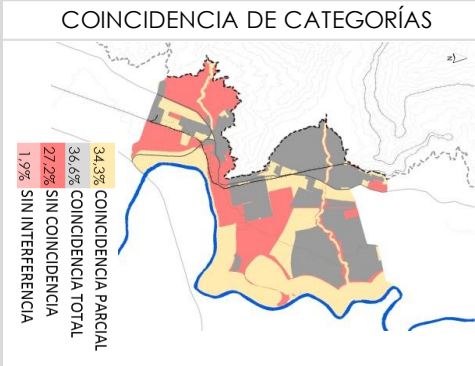 COINCIDENCIA DE CATEGORÍAS
N
34,3% COINCIDENCIA PARCIAL
36,6% COINCIDENCIA TOTAL
27,2% SIN COINCIDENCIA
1,9% SIN INTERFERENCIA